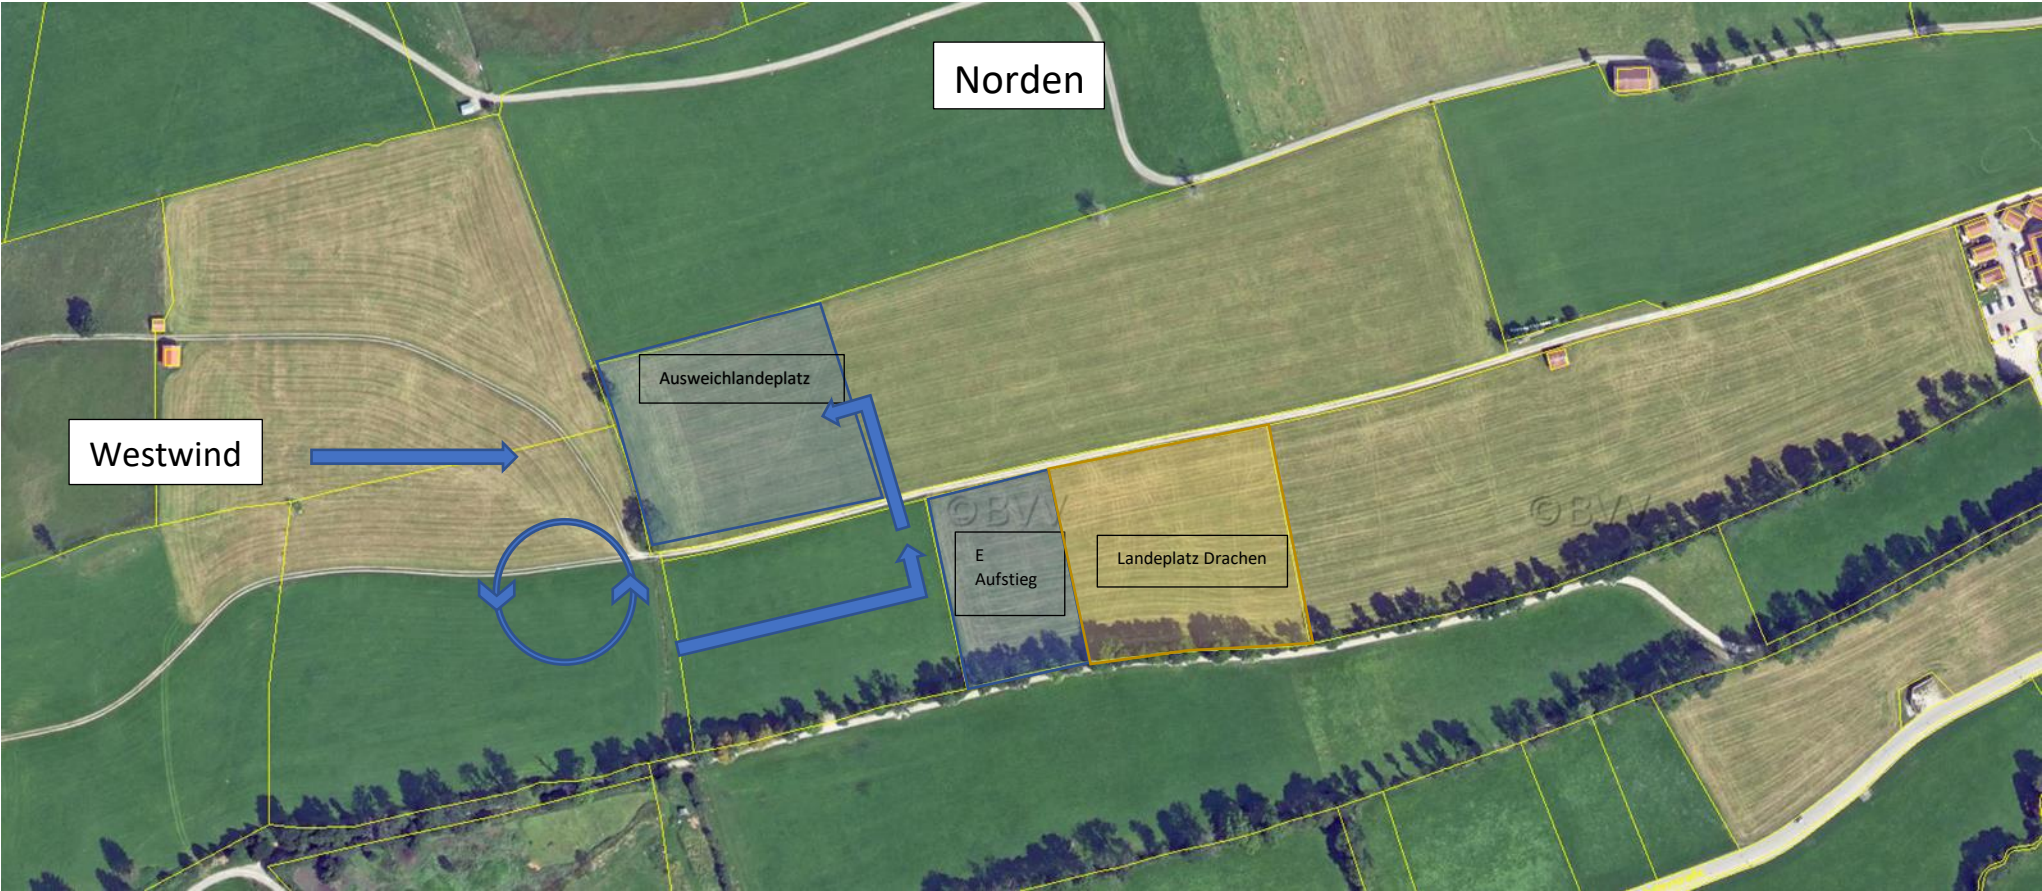 Norden
Ausweichlandeplatz
Westwind
©BVV
©BVV
E
Aufstieg
Landeplatz Drachen